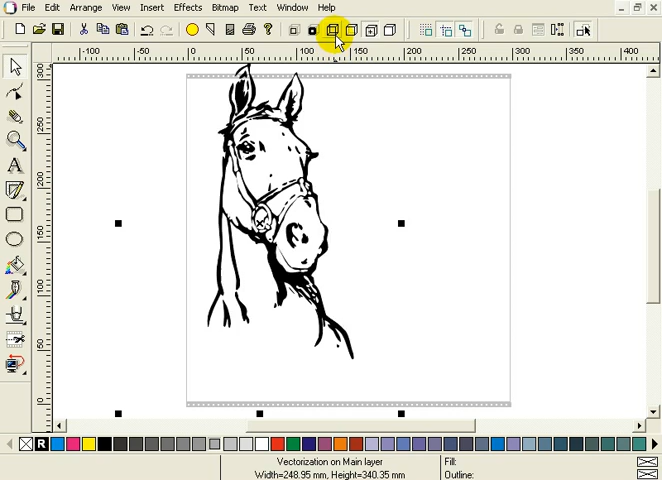 File Edit Arrange View Insert Effects Bitmap Text Window Help
-100 -50 0 50 100 150 200 250 300 350 400
300
250
200
150
100
50
0
A
R
Vectorization on Main layer
Width=248.95 mm, Height=340.35 mm
Fill:
Outline: